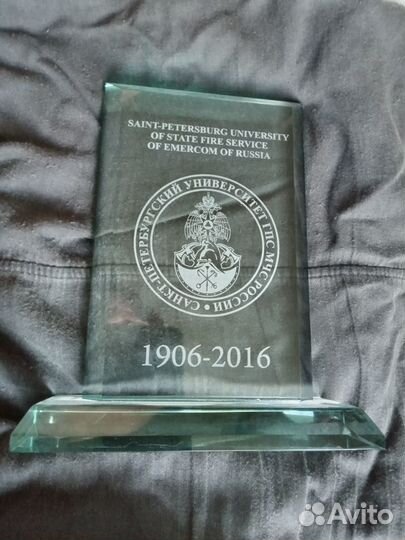 SAINT-PETERSBURG UNIVERSITY
OF STATE FIRE SERVICE
OF EMERCOM OF RUSSIA
САНКТ-ПЕТЕРБУРГСКИЙ УНИВЕРСИТЕТ ГПС МЧС РОССИИ •
1906-2016
Avito